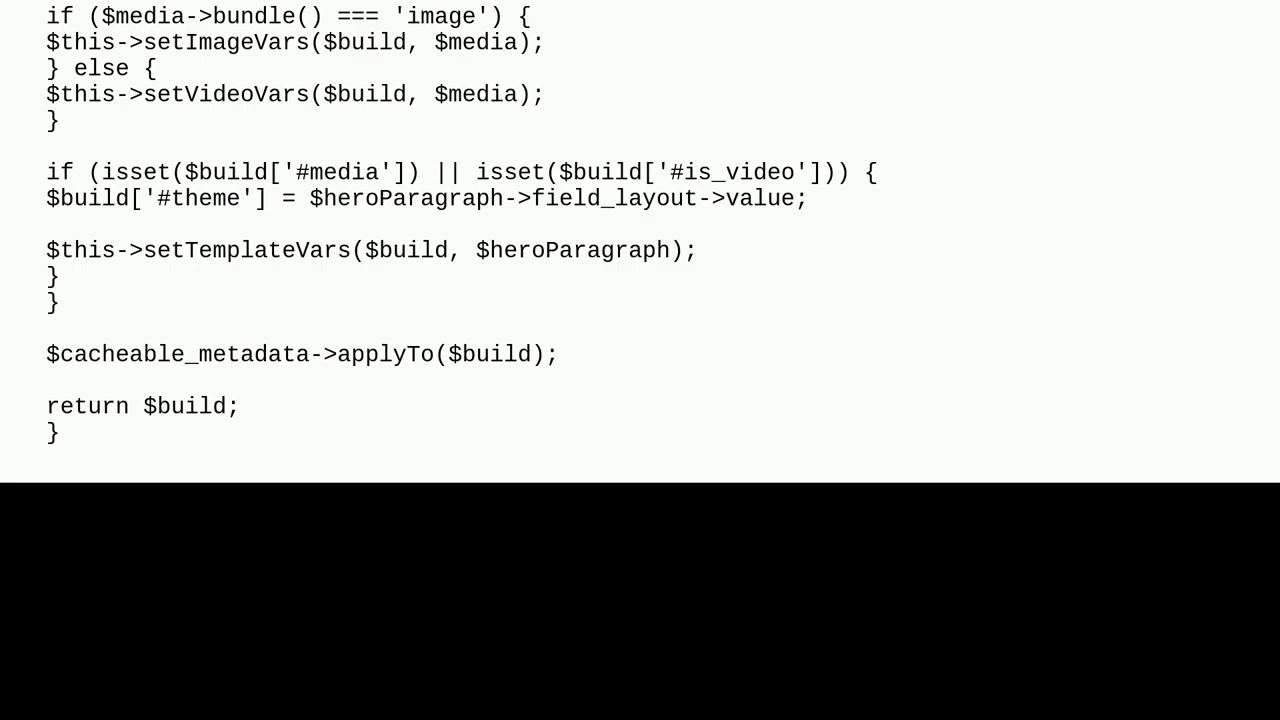 if ($media->bundle() === 'image') {
$this->setImageVars($build, $media);
} else {
$this->setVideoVars($build, $media);
}
if (isset($build['#media']) || isset($build['#is_video'])) {
$build['#theme'] = $heroParagraph->field_layout->value;
$this->setTemplateVars($build, $heroParagraph);
}
}
$cacheable_metadata->applyTo($build);
return $build;
}